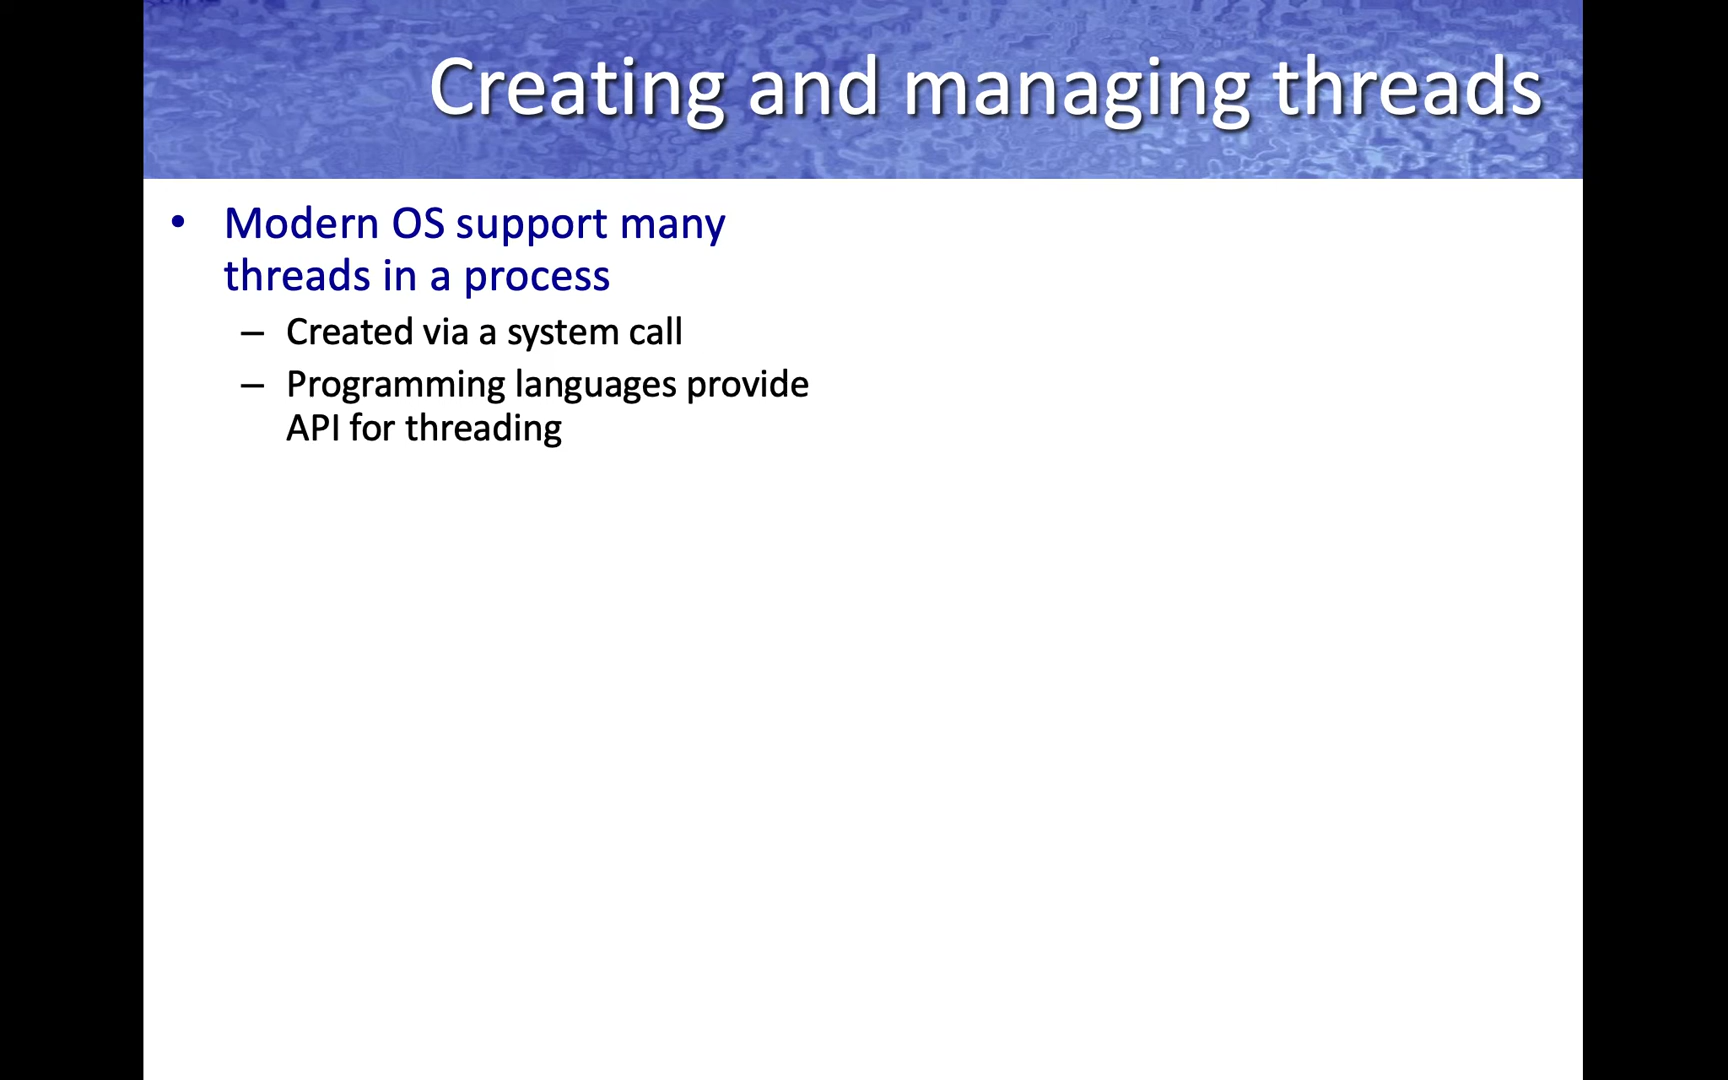 Creating and managing threads
• Modern OS support many
threads in a process
– Created via a system call
– Programming languages provide
API for threading